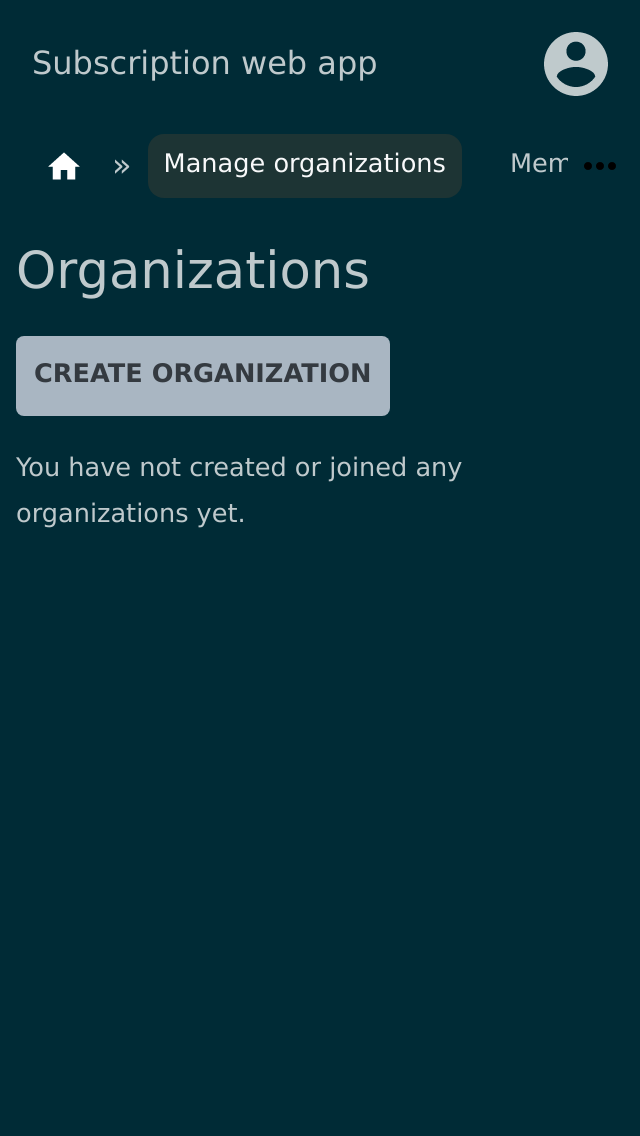 Subscription web app
» Manage organizations Mem
Organizations
CREATE ORGANIZATION
You have not created or joined any
organizations yet.